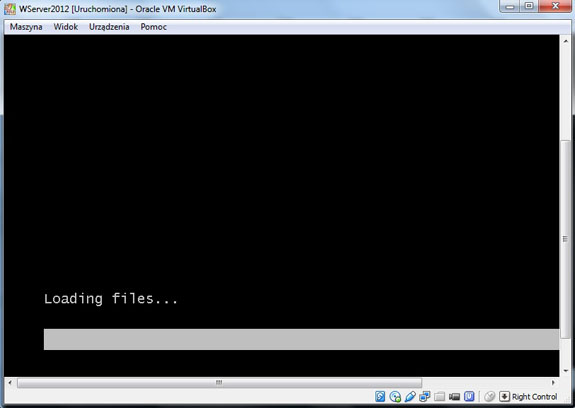 WServer2012 [Uruchomiona] - Oracle VM VirtualBox
Maszyna Widok Urządzenia Pomoc
Loading files...
Right Control